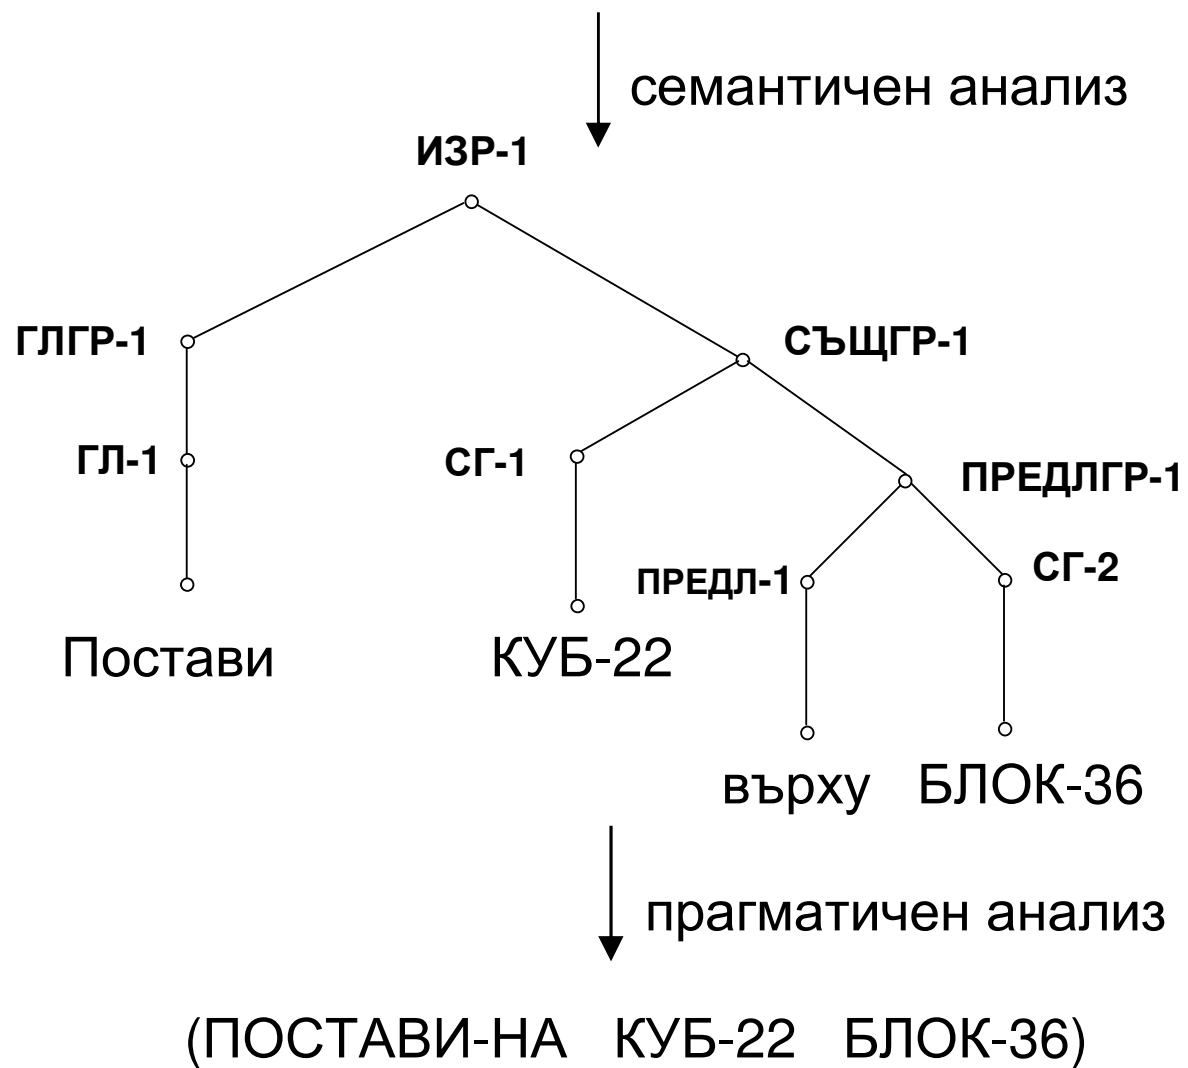 семантичен анализ
ИЗР-1
ГЛГР-1
СЪЩГР-1
ГЛ-1
СГ-1
ПРЕДЛГР-1
ПРЕДЛ-1
СГ-2
Постави
КУБ-22
върху
БЛОК-36
прагматичен анализ
(ПОСТАВИ-НА КУБ-22 БЛОК-36)